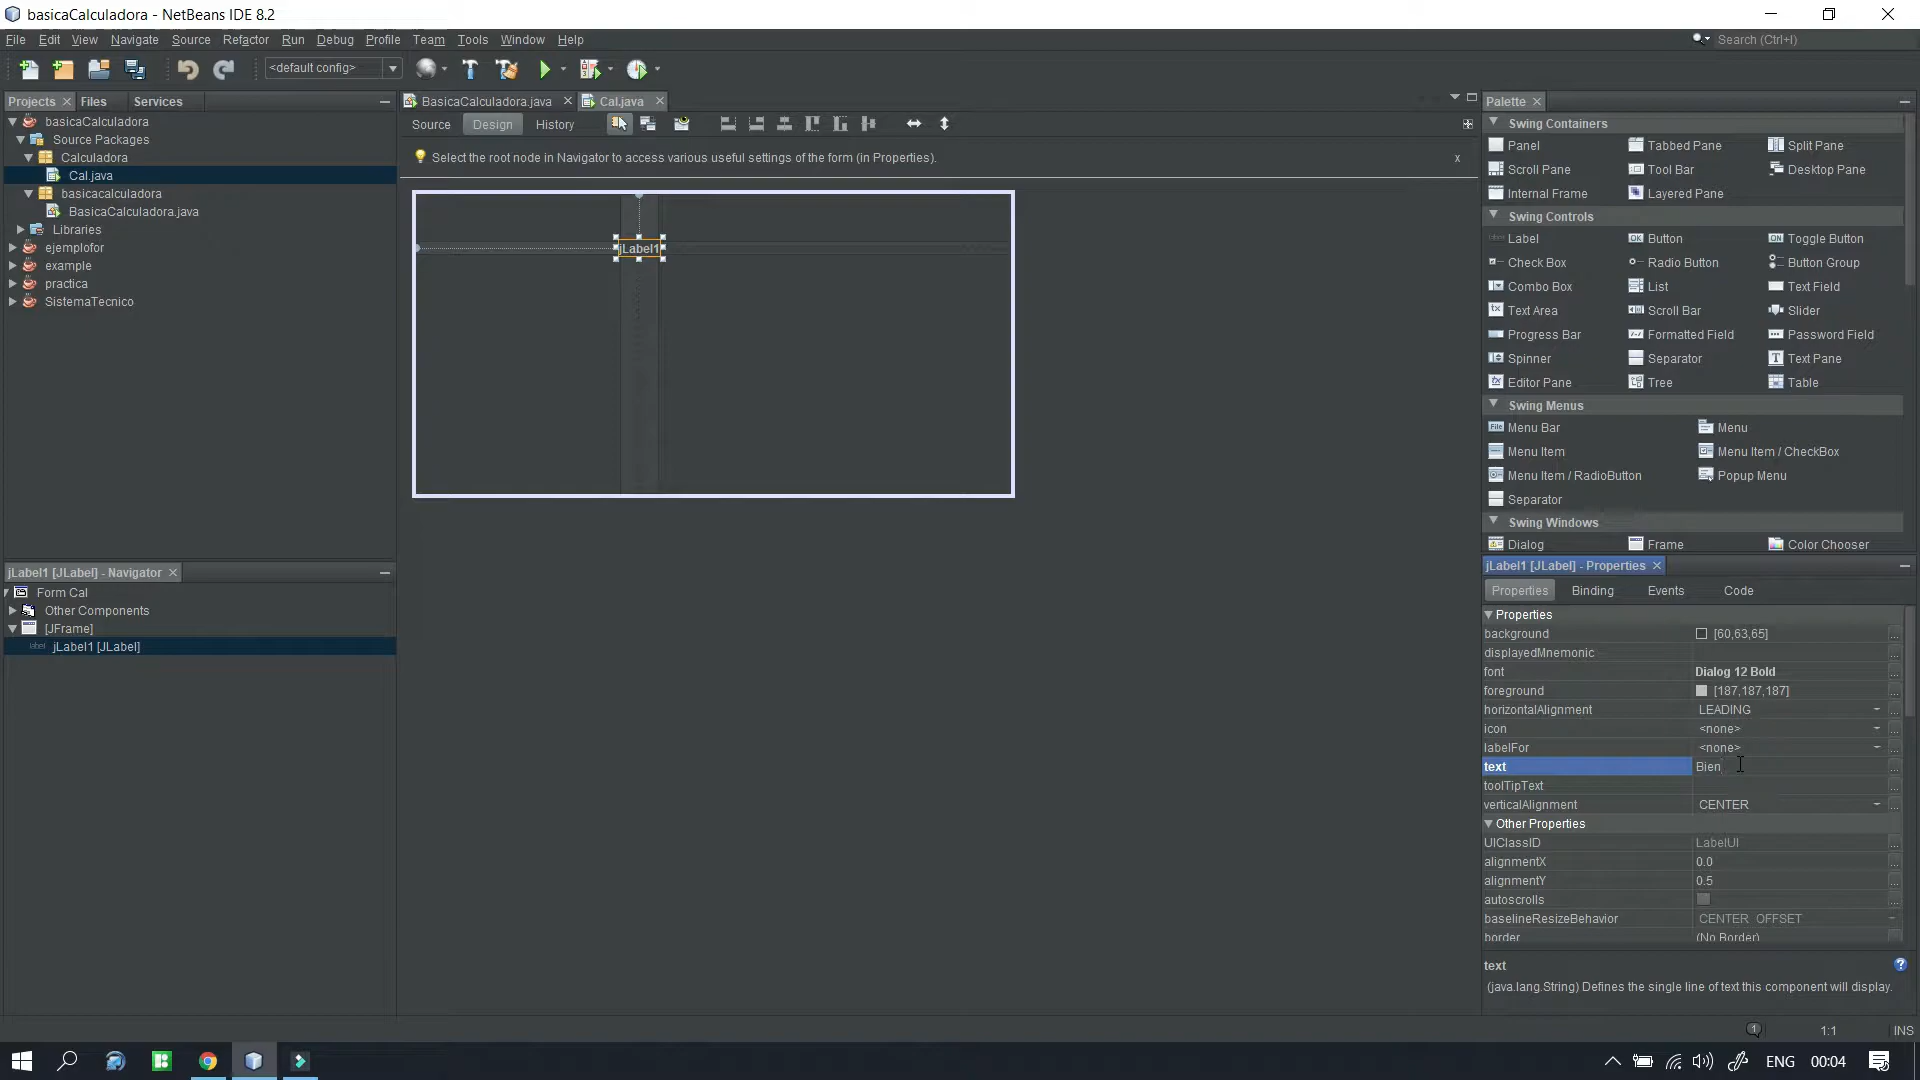 basicaCalculadora - NetBeans IDE 8.2
File Edit View Navigate Source Refactor Run Debug Profile Team Tools Window Help
Search (Ctrl+I)
<default config>
Projects Files Services
basicaCalculadora
Source Packages
Calculadora
Cal.java
basicacalculadora
BasicaCalculadora.java
Libraries
ejemplofor
example
practica
SistemaTecnico
jLabel1 [JLabel] - Navigator
Form Cal
Other Components
[JFrame]
label jLabel1 [JLabel]
BasicaCalculadora.java Cal.java
Source Design History
Select the root node in Navigator to access various useful settings of the form (in Properties). x
jLabel1
Palette
Swing Containers
Panel Tabbed Pane Split Pane
Scroll Pane Tool Bar Desktop Pane
Internal Frame Layered Pane
Swing Controls
Label Button Toggle Button
Check Box Radio Button Button Group
Combo Box List Text Field
Text Area Scroll Bar Slider
Progress Bar Formatted Field Password Field
Spinner Separator Text Pane
Editor Pane Tree Table
Swing Menus
Menu Bar Menu
Menu Item Menu Item / CheckBox
Menu Item / RadioButton Popup Menu
Separator
Swing Windows
Dialog Frame Color Chooser
jLabel1 [JLabel] - Properties
Properties Binding Events Code
Properties
background [60,63,65] ...
displayedMnemonic ...
font Dialog 12 Bold ...
foreground [187,187,187] ...
horizontalAlignment LEADING ...
icon <none> ...
labelFor <none> ...
text Bien ...
toolTipText ...
verticalAlignment CENTER ...
Other Properties
UIClassID LabelUI ...
alignmentX 0.0 ...
alignmentY 0.5 ...
autoscrolls ...
baselineResizeBehavior CENTER_OFFSET
border (No Border)
text
(java.lang.String) Defines the single line of text this component will display.
1 1:1 INS
ENG 00:04